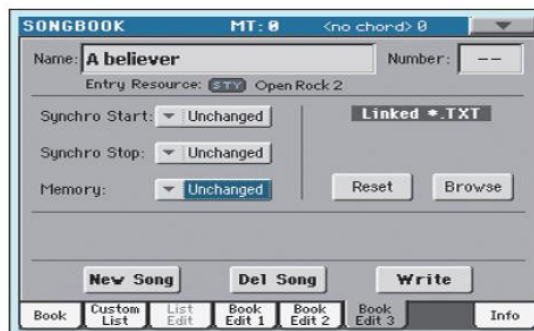 SONGBOOK MT: 0 <no chord> 0
Name: A believer Number: --
Entry Resource: STY Open Rock 2
Synchro Start: Unchanged Linked *.TXT
Synchro Stop: Unchanged
Memory: Unchanged Reset Browse
New Song Del Song Write
Book Custom List List Edit Book Edit 1 Book Edit 2 Book Edit 3 Info